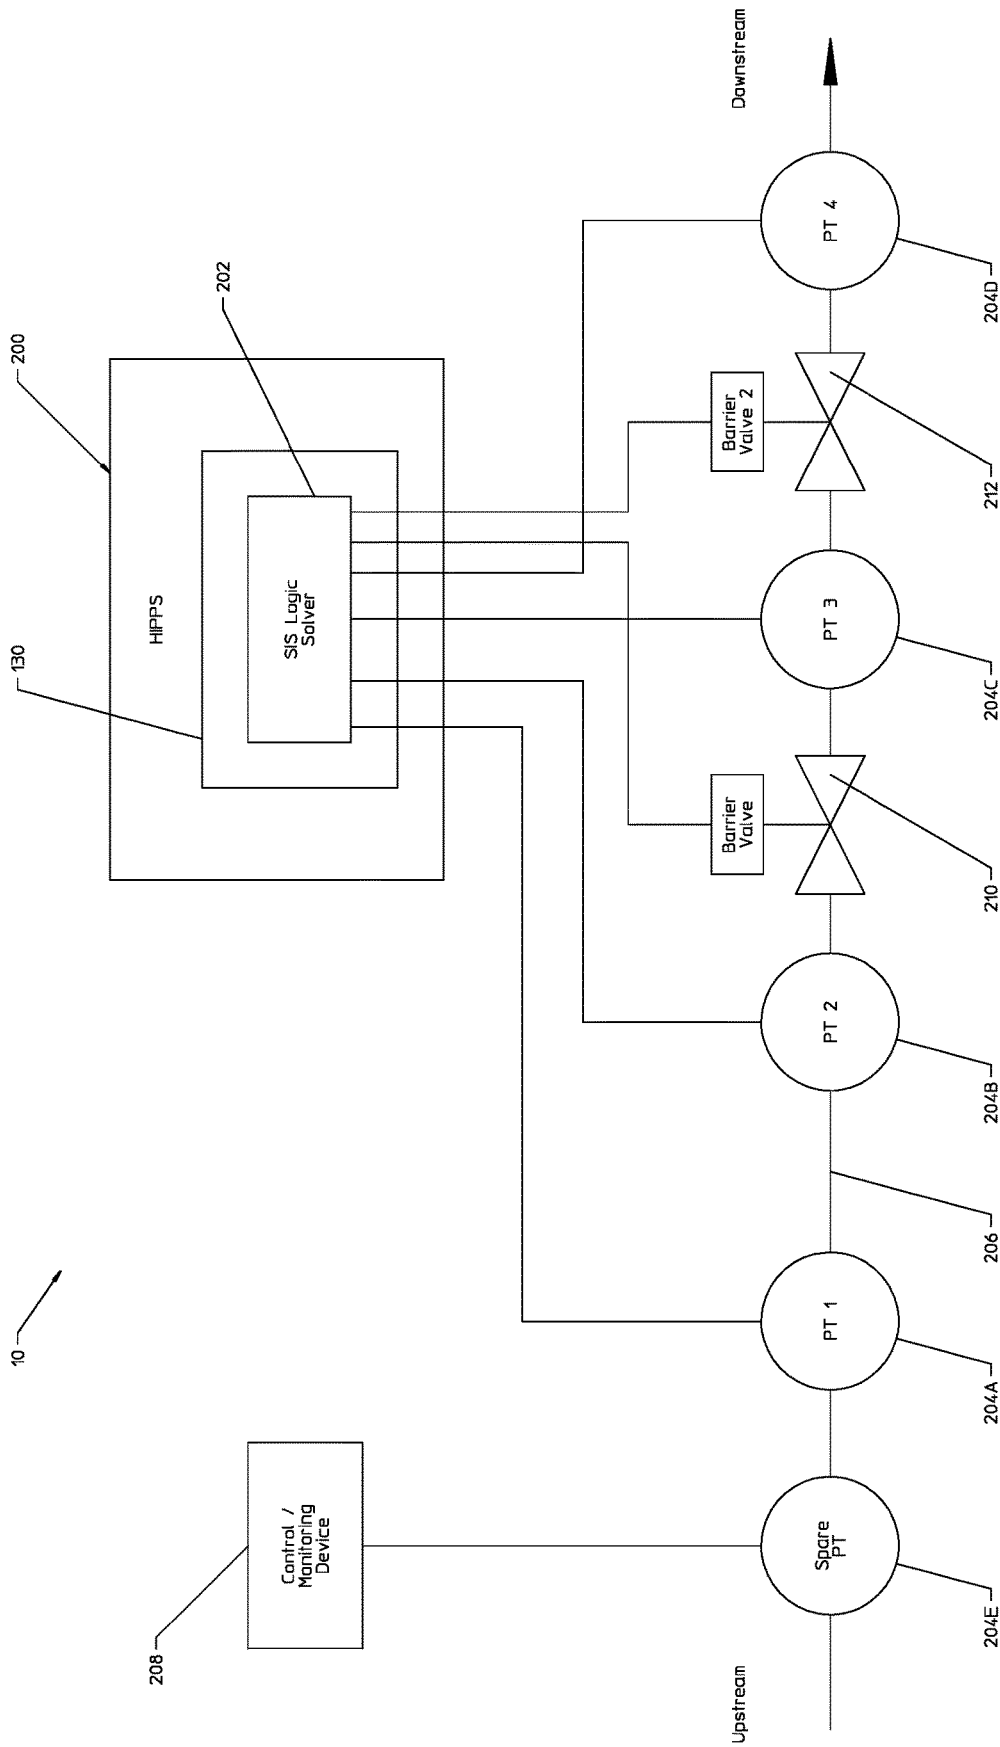 10
200
130
202
HIPPS
SIS Logic
Solver
208
Control /
Monitoring
Device
Barrier
Valve
Barrier
Valve 2
Upstream
Downstream
Spare
PT
PT 1
PT 2
PT 3
PT 4
204E
204A
206
204B
210
204C
212
204D